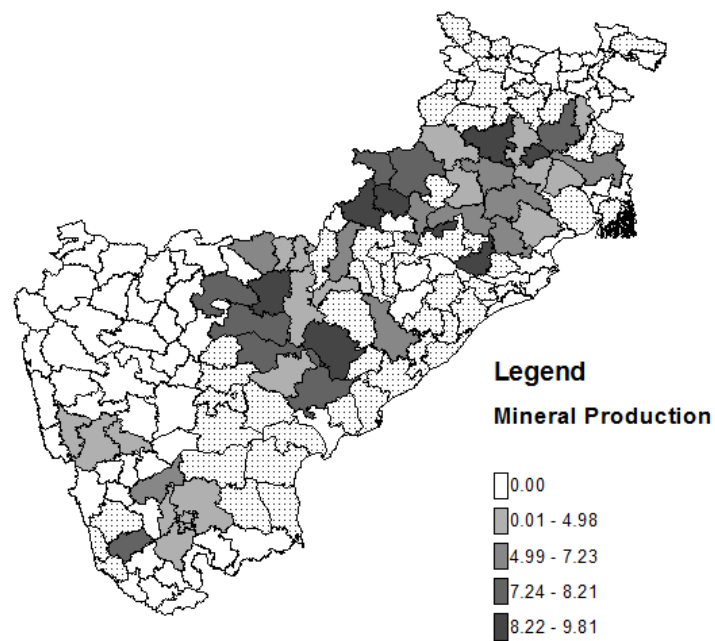 Legend
Mineral Production
0.00
0.01 - 4.98
4.99 - 7.23
7.24 - 8.21
8.22 - 9.81